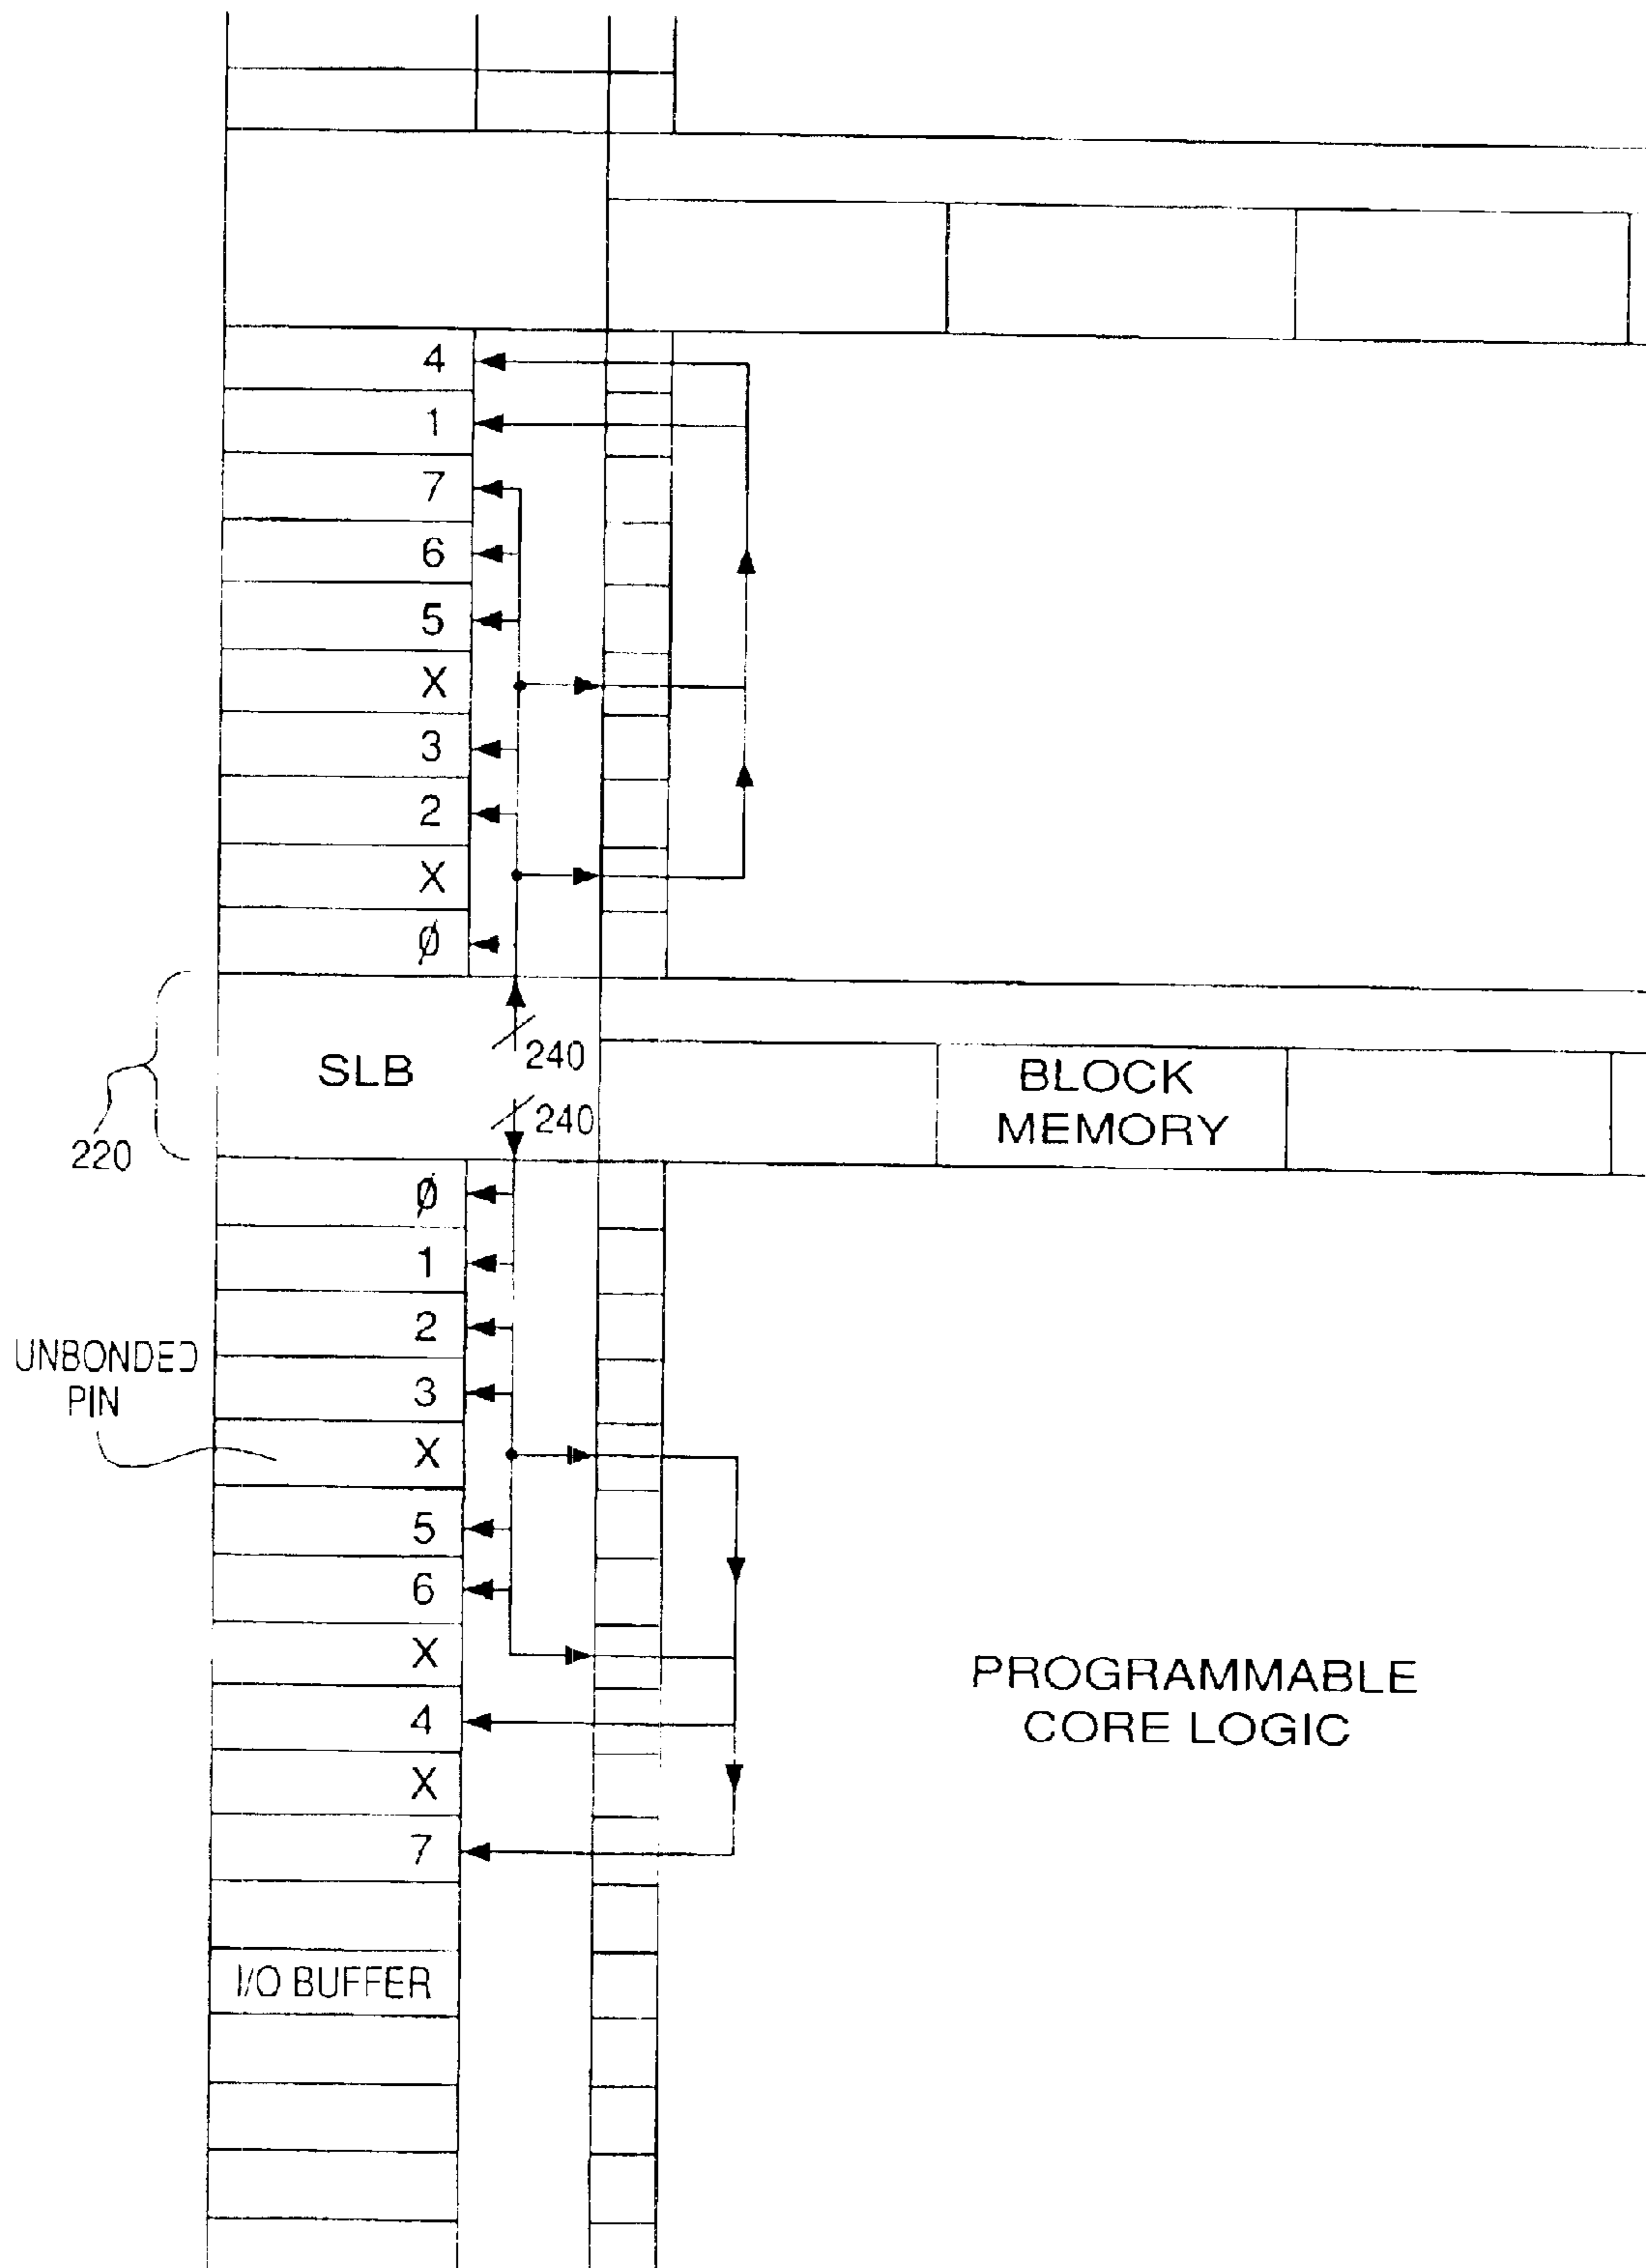 4
1
7
6
5
X
3
2
X
Ø
240
SLB
BLOCK
MEMORY
240
220
Ø
1
2
UNBONDED
PIN
3
X
5
6
X
PROGRAMMABLE
CORE LOGIC
4
X
7
I/O BUFFER